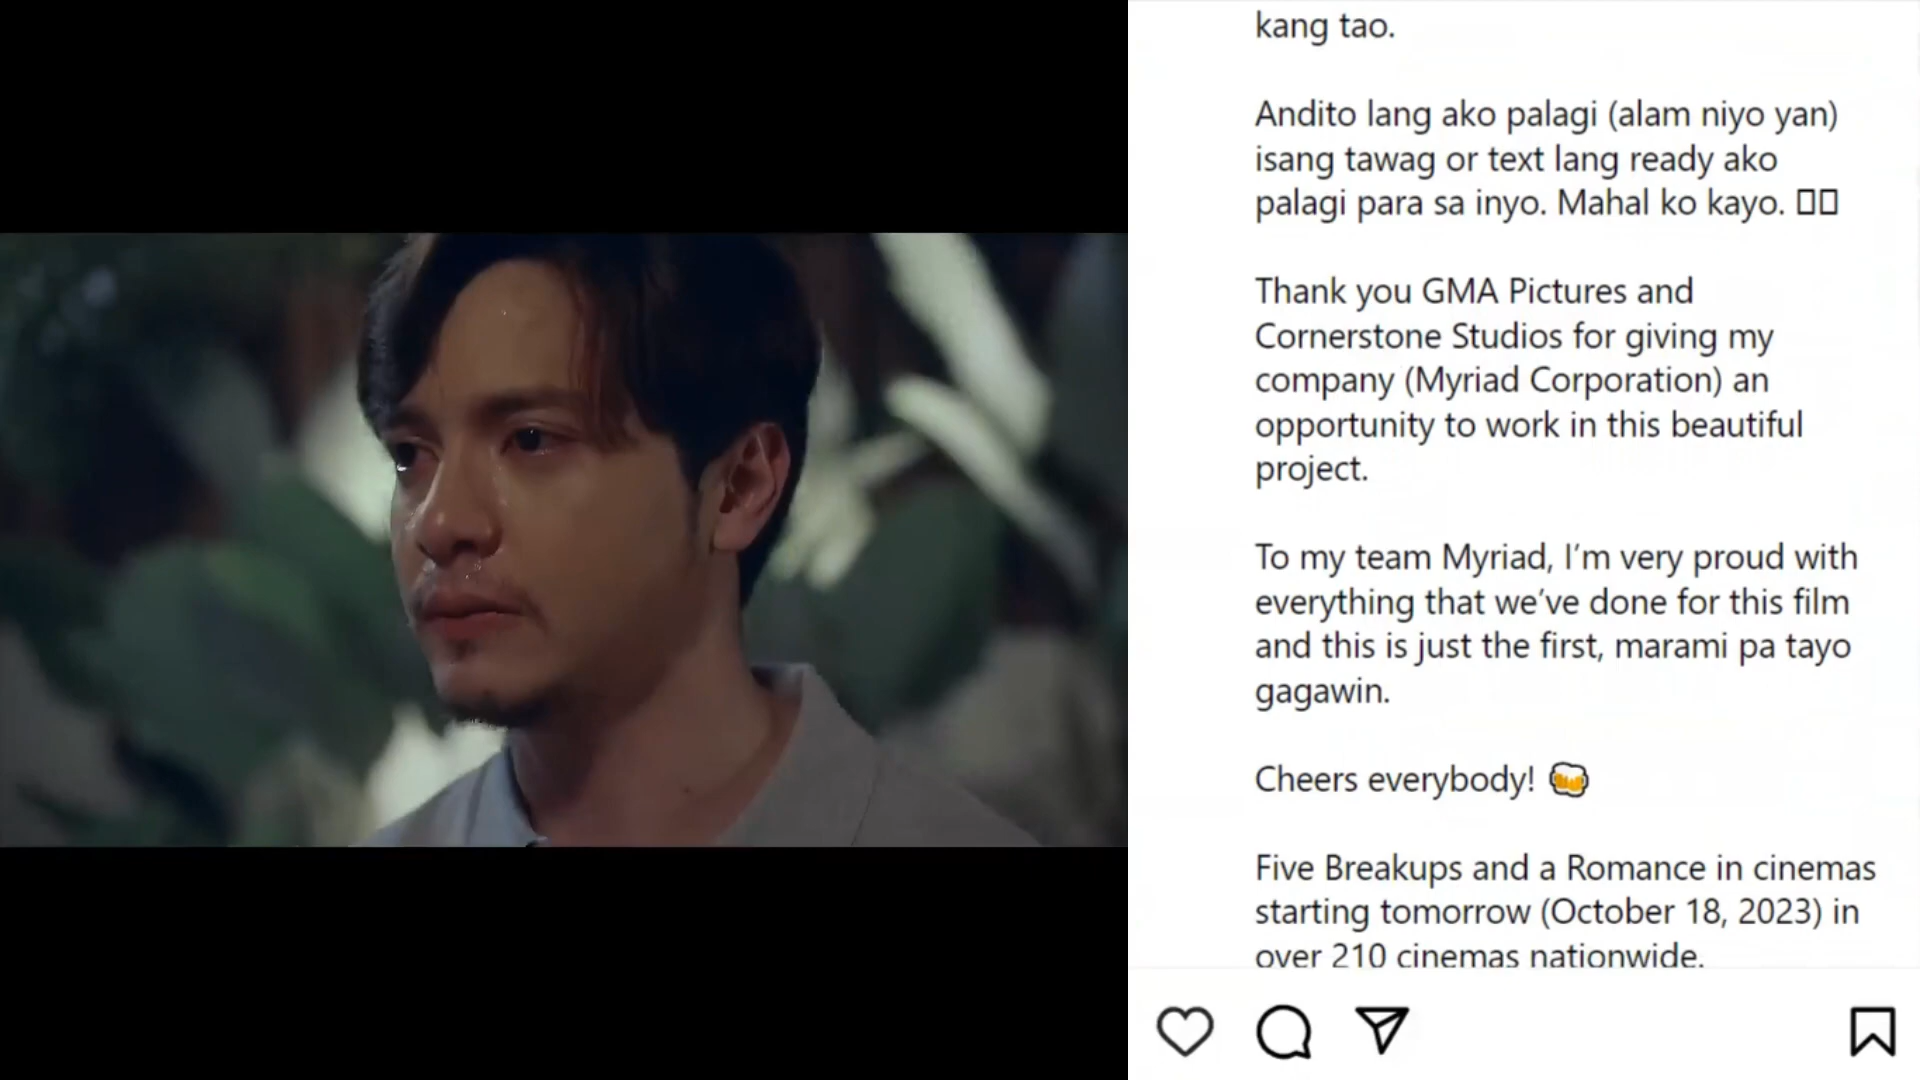 kang tao.
Andito lang ako palagi (alam niyo yan)
isang tawag or text lang ready ako
palagi para sa inyo. Mahal ko kayo. 
Thank you GMA Pictures and
Cornerstone Studios for giving my
company (Myriad Corporation) an
opportunity to work in this beautiful
project.
To my team Myriad, I’m very proud with
everything that we’ve done for this film
and this is just the first, marami pa tayo
gagawin.
Cheers everybody! 🍻
Five Breakups and a Romance in cinemas
starting tomorrow (October 18, 2023) in
over 210 cinemas nationwide.